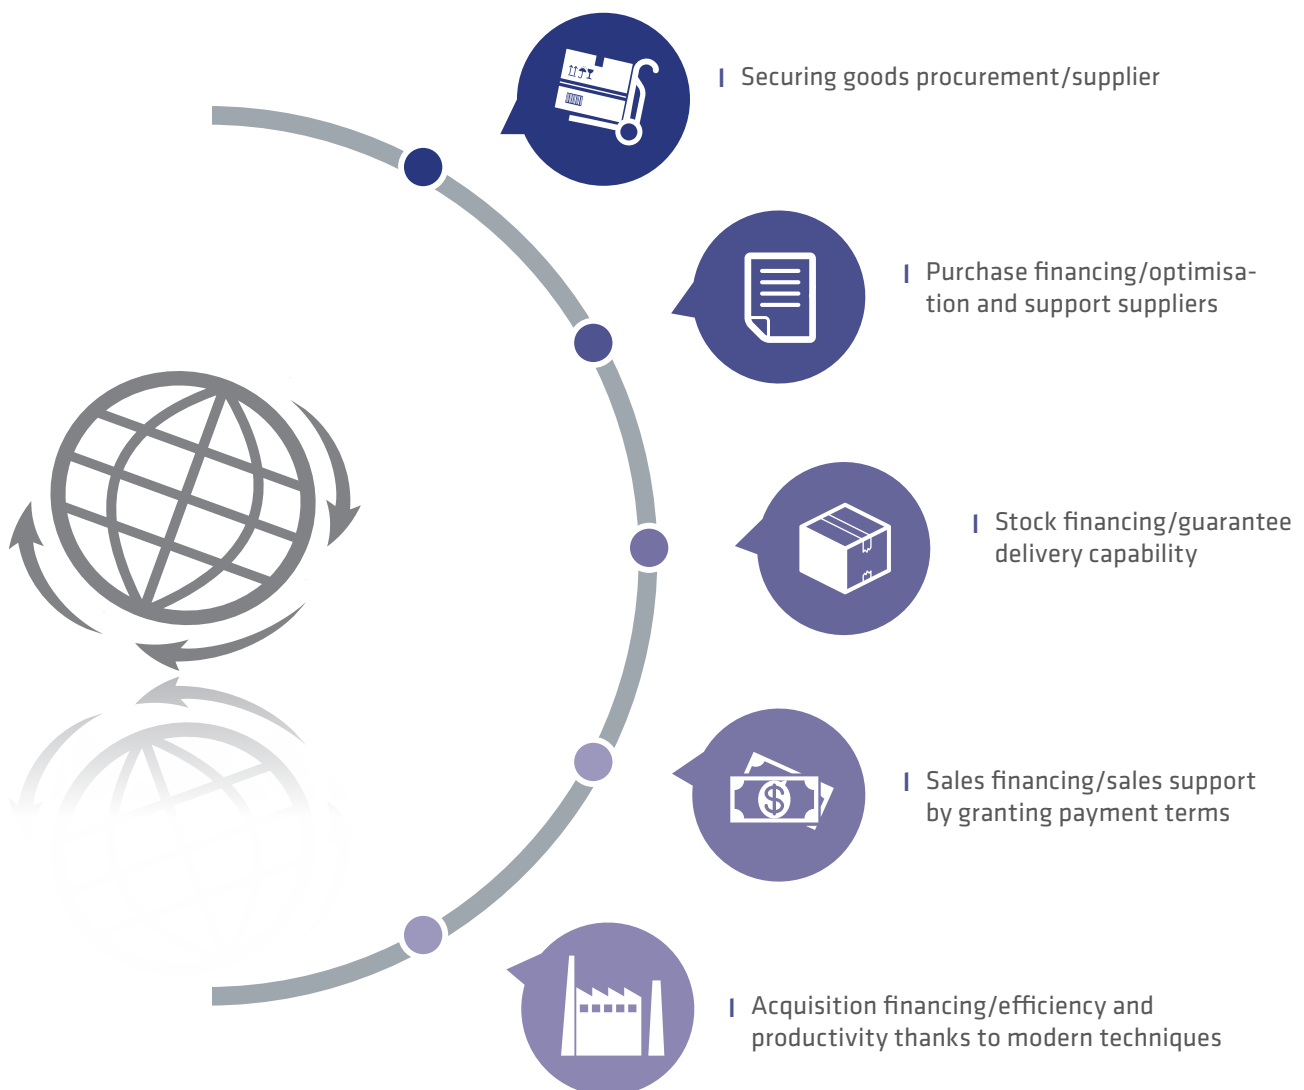 Securing goods procurement/supplier
Purchase financing/optimisa-
tion and support suppliers
Stock financing/guarantee
delivery capability
$
Sales financing/sales support
by granting payment terms
Acquisition financing/efficiency and
productivity thanks to modern techniques